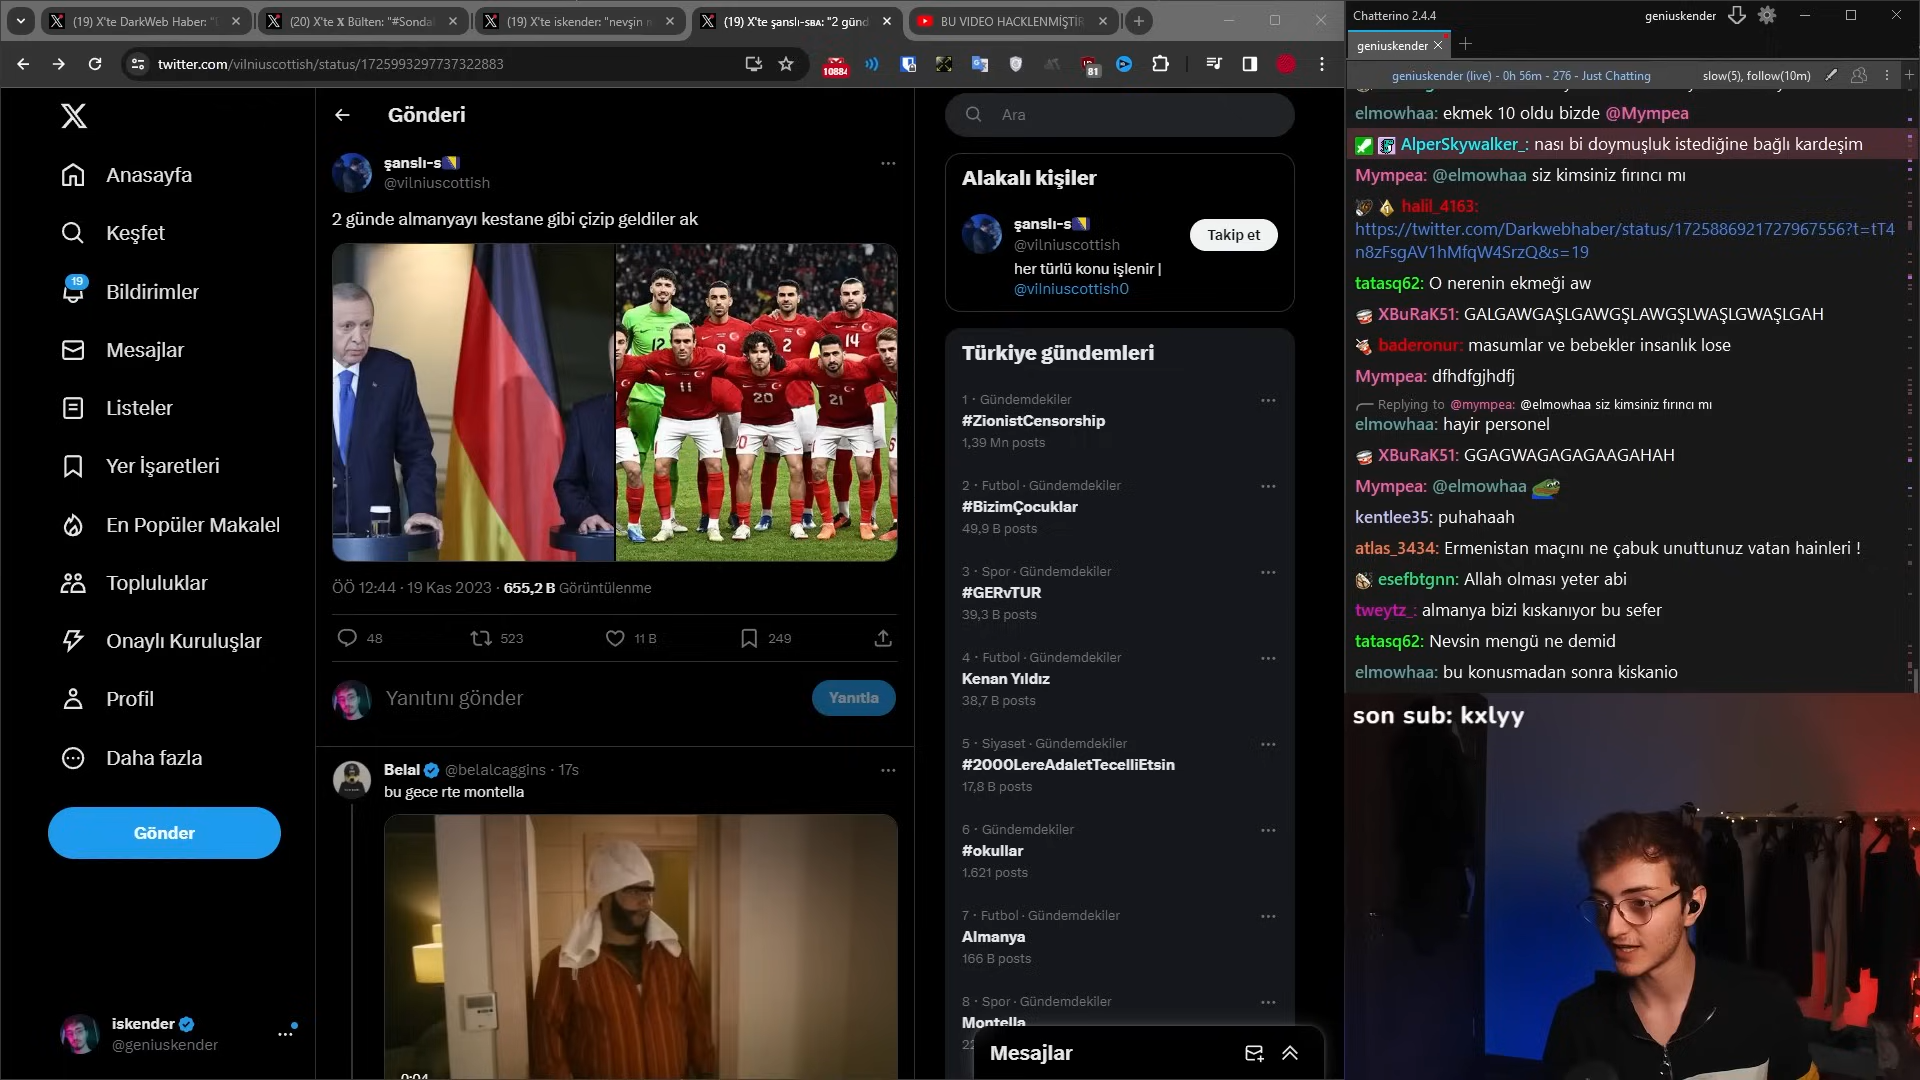 (19) X'te DarkWeb Haber: "
(20) X'te X Bülten: "#Sonda
(19) X'te iskender: "nevşin
(19) X'te şanslı-sʙᴀ: "2 günd
BU VIDEO HACKLENMİŞTİR
twitter.com/vilniuscottish/status/1725993297737322883
10884
81
Anasayfa
Keşfet
19
Bildirimler
Mesajlar
Listeler
Yer İşaretleri
En Popüler Makalel
Topluluklar
Onaylı Kuruluşlar
Profil
Daha fazla
Gönder
iskender
@geniuskender
Gönderi
şanslı-s
@vilniuscottish
2 günde almanyayı kestane gibi çizip geldiler ak
12
9
2
14
11
20
21
ÖÖ 12:44 · 19 Kas 2023 · 655,2 B Görüntülenme
48
523
11 B
249
Yanıtını gönder
Yanıtla
Belal @belalcaggins · 17s
bu gece rte montella
0:04
Ara
Alakalı kişiler
şanslı-s
@vilniuscottish
Takip et
her türlü konu işlenir |
@vilniuscottish0
Türkiye gündemleri
1 · Gündemdekiler
#ZionistCensorship
1,39 Mn posts
2 · Futbol · Gündemdekiler
#BizimÇocuklar
49,9 B posts
3 · Spor · Gündemdekiler
#GERvTUR
39,3 B posts
4 · Futbol · Gündemdekiler
Kenan Yıldız
38,7 B posts
5 · Siyaset · Gündemdekiler
#2000LereAdaletTecelliEtsin
17,8 B posts
6 · Gündemdekiler
#okullar
1.621 posts
7 · Futbol · Gündemdekiler
Almanya
166 B posts
8 · Spor · Gündemdekiler
Montella
Mesajlar
Chatterino 2.4.4
geniuskender
geniuskender
geniuskender (live) - 0h 56m - 276 - Just Chatting
slow(5), follow(10m)
elmowhaa: ekmek 10 oldu bizde @Mympea
AlperSkywalker_: nası bi doymuşluk istediğine bağlı kardeşim
Mympea: @elmowhaa siz kimsiniz fırıncı mı
halil_4163:
https://twitter.com/Darkwebhaber/status/1725886921727967556?t=tT4
n8zFsgAV1hMfqW4SrzQ&s=19
tatasq62: O nerenin ekmeği aw
XBuRaK51: GALGAWGAŞLGAWGŞLAWGŞLWAŞLGWAŞLGAH
baderonur: masumlar ve bebekler insanlık lose
Mympea: dfhdfgjhdfj
Replying to @mympea: @elmowhaa siz kimsiniz fırıncı mı
elmowhaa: hayir personel
XBuRaK51: GGAGWAGAGAGAAGAHAH
Mympea: @elmowhaa
kentlee35: puhahaah
atlas_3434: Ermenistan maçını ne çabuk unuttunuz vatan hainleri !
esefbtgnn: Allah olması yeter abi
tweytz_: almanya bizi kıskanıyor bu sefer
tatasq62: Nevsin mengü ne demid
elmowhaa: bu konusmadan sonra kiskanio
son sub: kxlyy